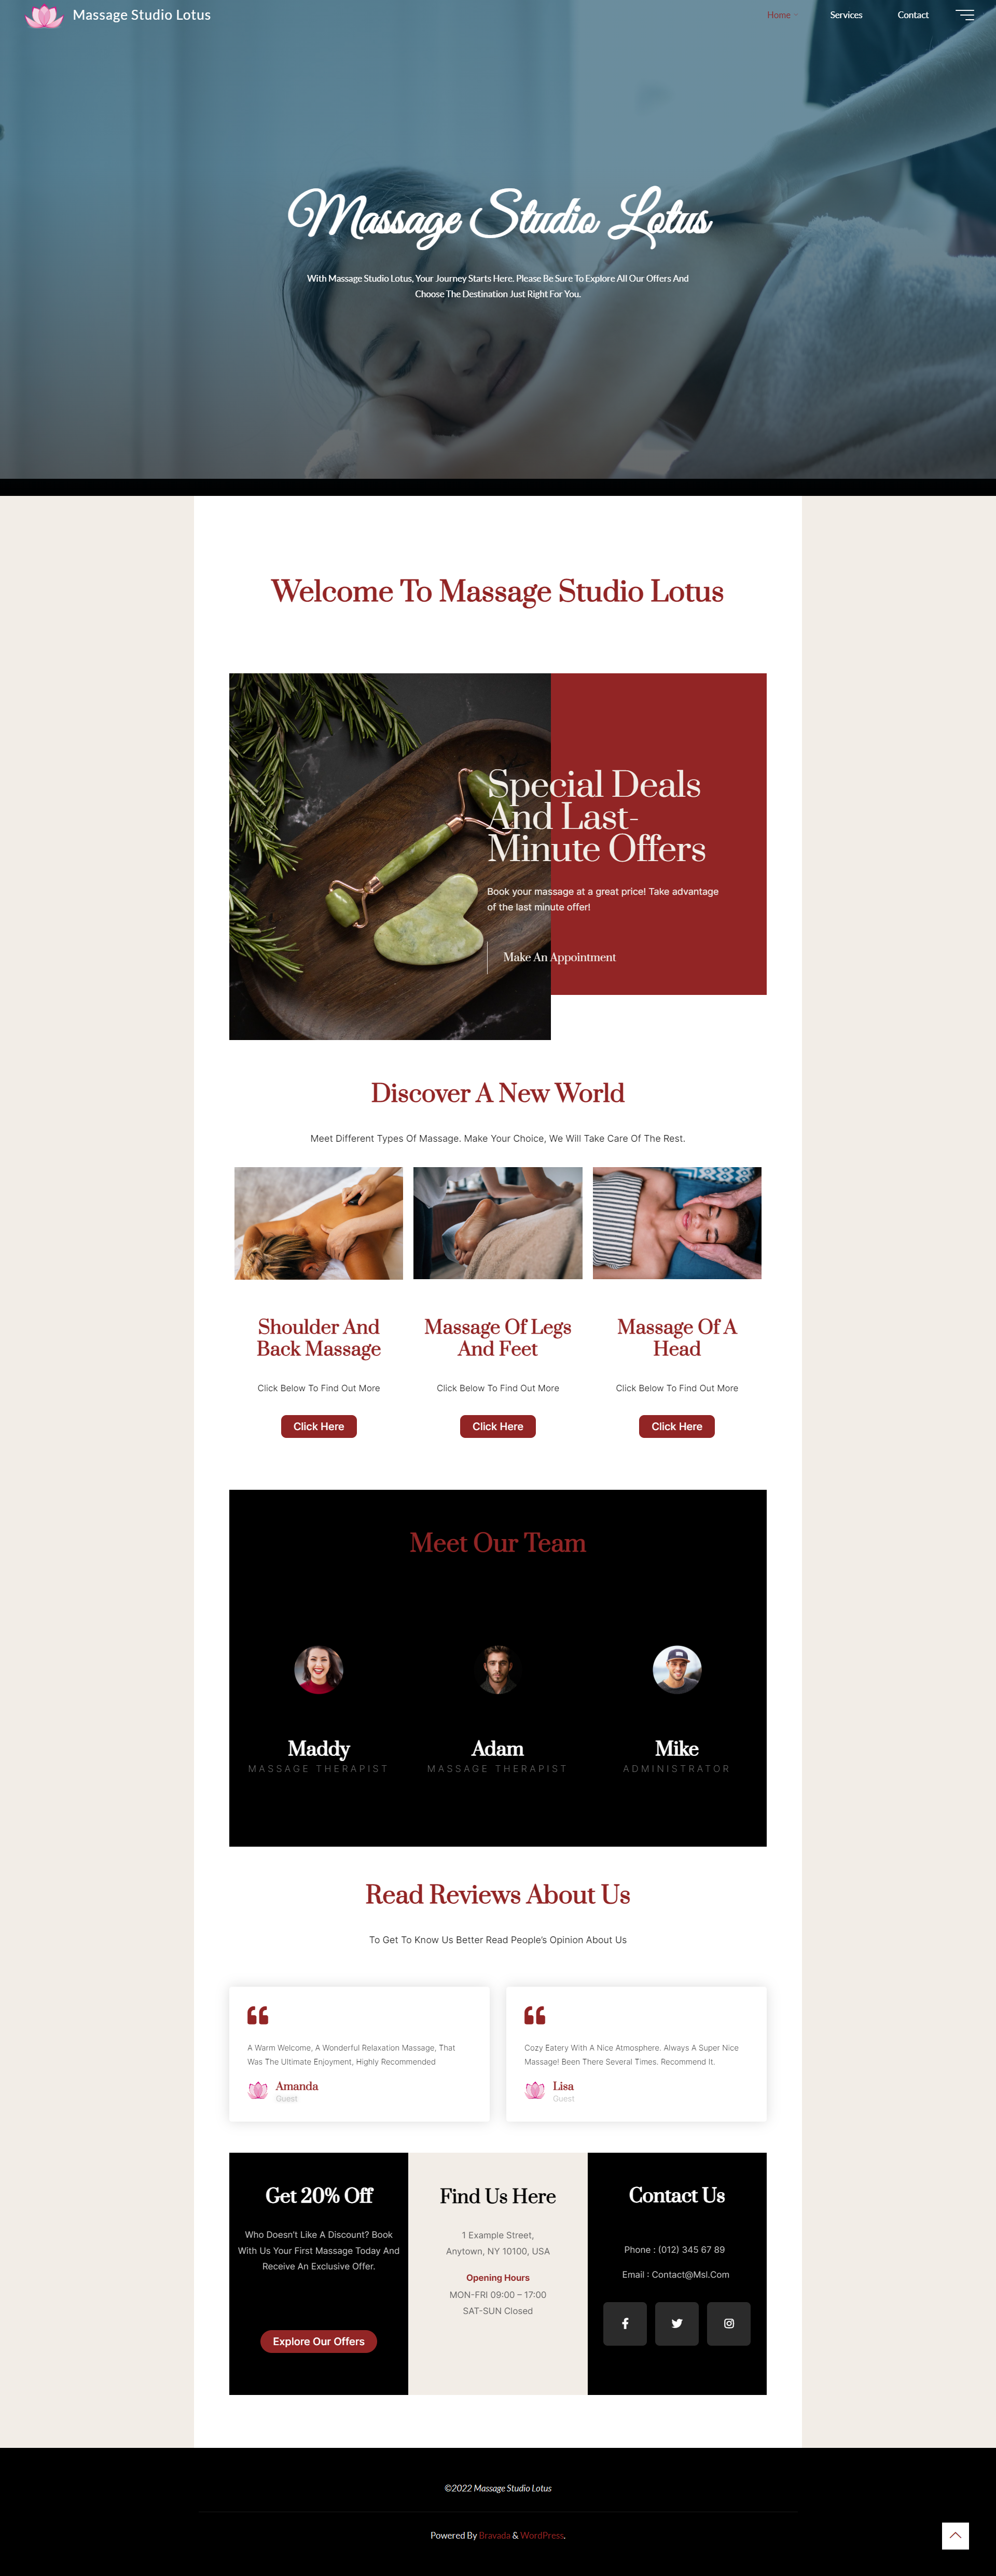 Massage Studio Lotus
Home
Services
Contact
Massage Studio Lotus
With Massage Studio Lotus, Your Journey Starts Here. Please Be Sure To Explore All Our Offers And
Choose The Destination Just Right For You.
Welcome To Massage Studio Lotus
Special Deals
And Last-
Minute Offers
Book your massage at a great price! Take advantage
of the last minute offer!
Make An Appointment
Discover A New World
Meet Different Types Of Massage. Make Your Choice, We Will Take Care Of The Rest.
Shoulder And
Back Massage
Click Below To Find Out More
Click Here
Massage Of Legs
And Feet
Click Below To Find Out More
Click Here
Massage Of A
Head
Click Below To Find Out More
Click Here
Meet Our Team
Maddy
MASSAGE THERAPIST
Adam
MASSAGE THERAPIST
Mike
ADMINISTRATOR
Read Reviews About Us
To Get To Know Us Better Read People's Opinion About Us
A Warm Welcome, A Wonderful Relaxation Massage, That
Was The Ultimate Enjoyment, Highly Recommended
Amanda
Guest
Cozy Eatery With A Nice Atmosphere. Always A Super Nice
Massage! Been There Several Times. Recommend It.
Lisa
Guest
Get 20% Off
Who Doesn't Like A Discount? Book
With Us Your First Massage Today And
Receive An Exclusive Offer.
Explore Our Offers
Find Us Here
1 Example Street,
Anytown, NY 10100, USA
Opening Hours
MON-FRI 09:00 – 17:00
SAT-SUN Closed
Contact Us
Phone : (012) 345 67 89
Email : Contact@Msl.Com
©2022 Massage Studio Lotus
Powered By Bravada & WordPress.